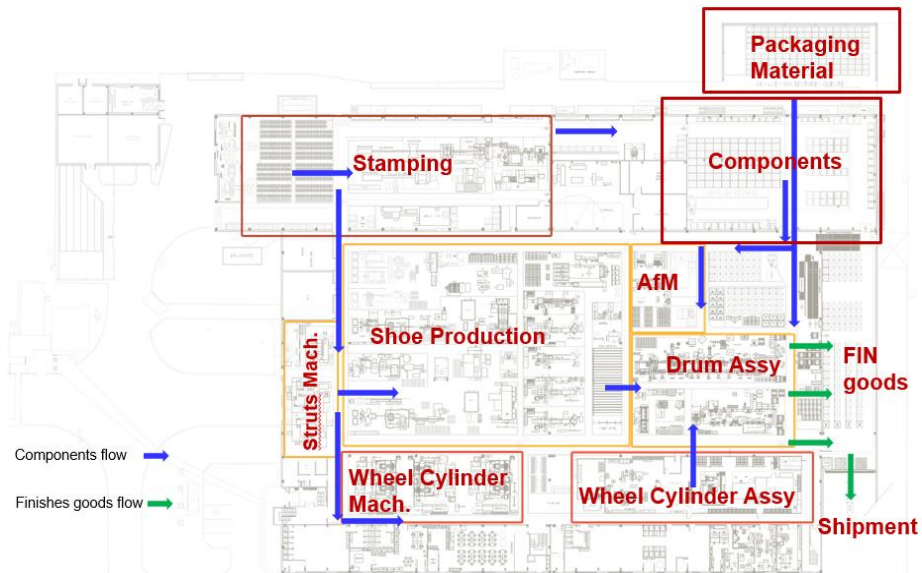 Packaging
Material
Stamping
Components
AfM
Shoe Production
Struts Mach.
Drum Assy
FIN
goods
Components flow
Finishes goods flow
Wheel Cylinder
Mach.
Wheel Cylinder Assy
Shipment